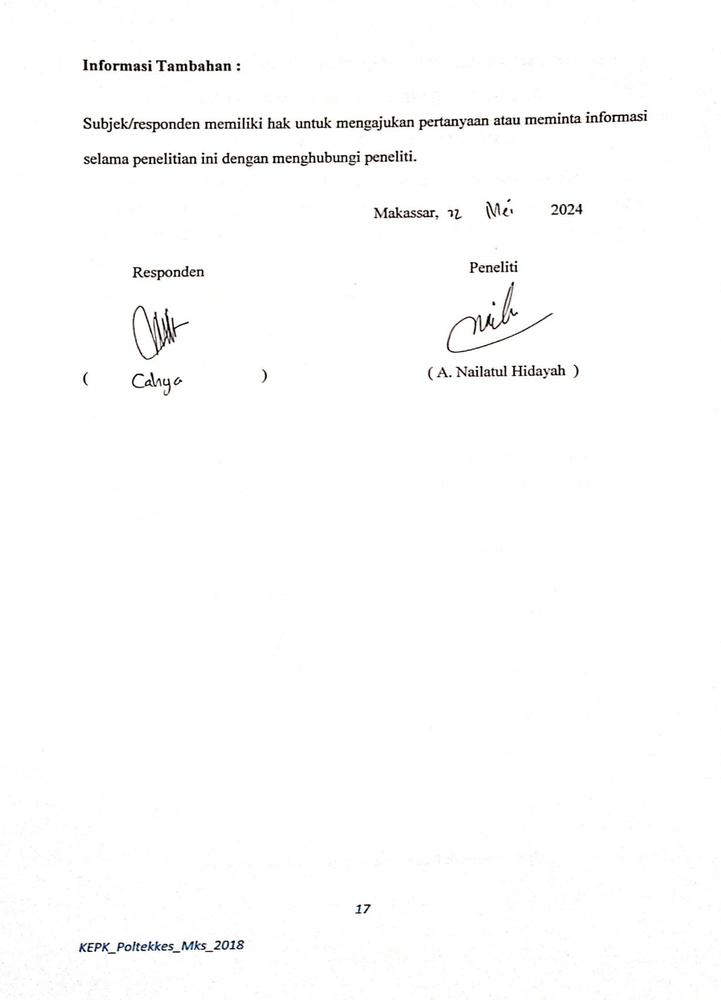 Informasi Tambahan :
Subjek/responden memiliki hak untuk mengajukan pertanyaan atau meminta informasi
selama penelitian ini dengan menghubungi peneliti.
Makassar, 22 Mei 2024
Responden Peneliti
( Cahya ) ( A. Nailatul Hidayah )
17
KEPK_Poltekkes_Mks_2018